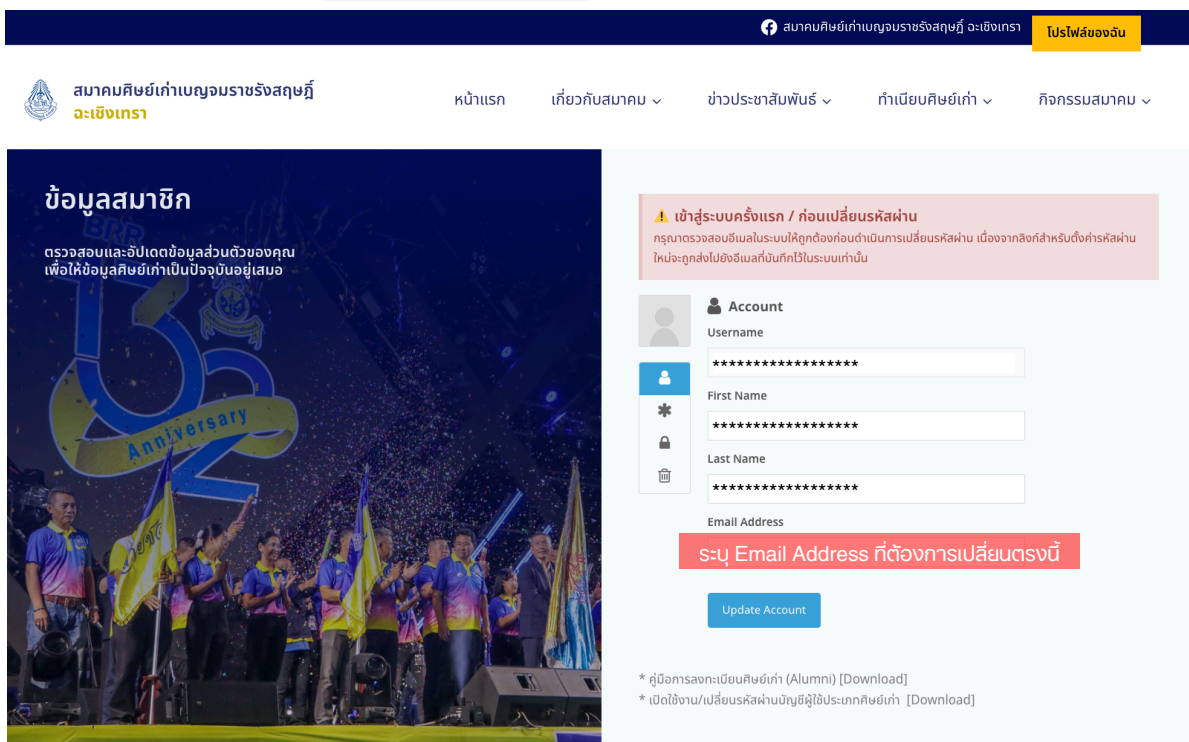 สมาคมศิษย์เก่าเบญจมราชรังสฤษฎิ์ ฉะเชิงเทรา
โปรไฟล์ของฉัน
สมาคมศิษย์เก่าเบญจมราชรังสฤษฎิ์
ฉะเชิงเทรา
หน้าแรก
เกี่ยวกับสมาคม
ข่าวประชาสัมพันธ์
ทำเนียบศิษย์เก่า
กิจกรรมสมาคม
ข้อมูลสมาชิก
ตรวจสอบและอัปเดตข้อมูลส่วนตัวของคุณ
เพื่อให้ข้อมูลศิษย์เก่าเป็นปัจจุบันอยู่เสมอ
BRR
Anniversary
⚠ เข้าสู่ระบบครั้งแรก / ก่อนเปลี่ยนรหัสผ่าน
กรุณาตรวจสอบอีเมลในระบบให้ถูกต้องก่อนดำเนินการเปลี่ยนรหัสผ่าน เนื่องจากลิงก์สำหรับตั้งค่ารหัสผ่าน
ใหม่จะถูกส่งไปยังอีเมลที่บันทึกไว้ในระบบเท่านั้น
Account
Username
******************
First Name
******************
Last Name
******************
Email Address
ระบุ Email Address ที่ต้องการเปลี่ยนตรงนี้
Update Account
* คู่มือการลงทะเบียนศิษย์เก่า (Alumni) [Download]
* เปิดใช้งาน/เปลี่ยนรหัสผ่านบัญชีผู้ใช้ประเภทศิษย์เก่า [Download]